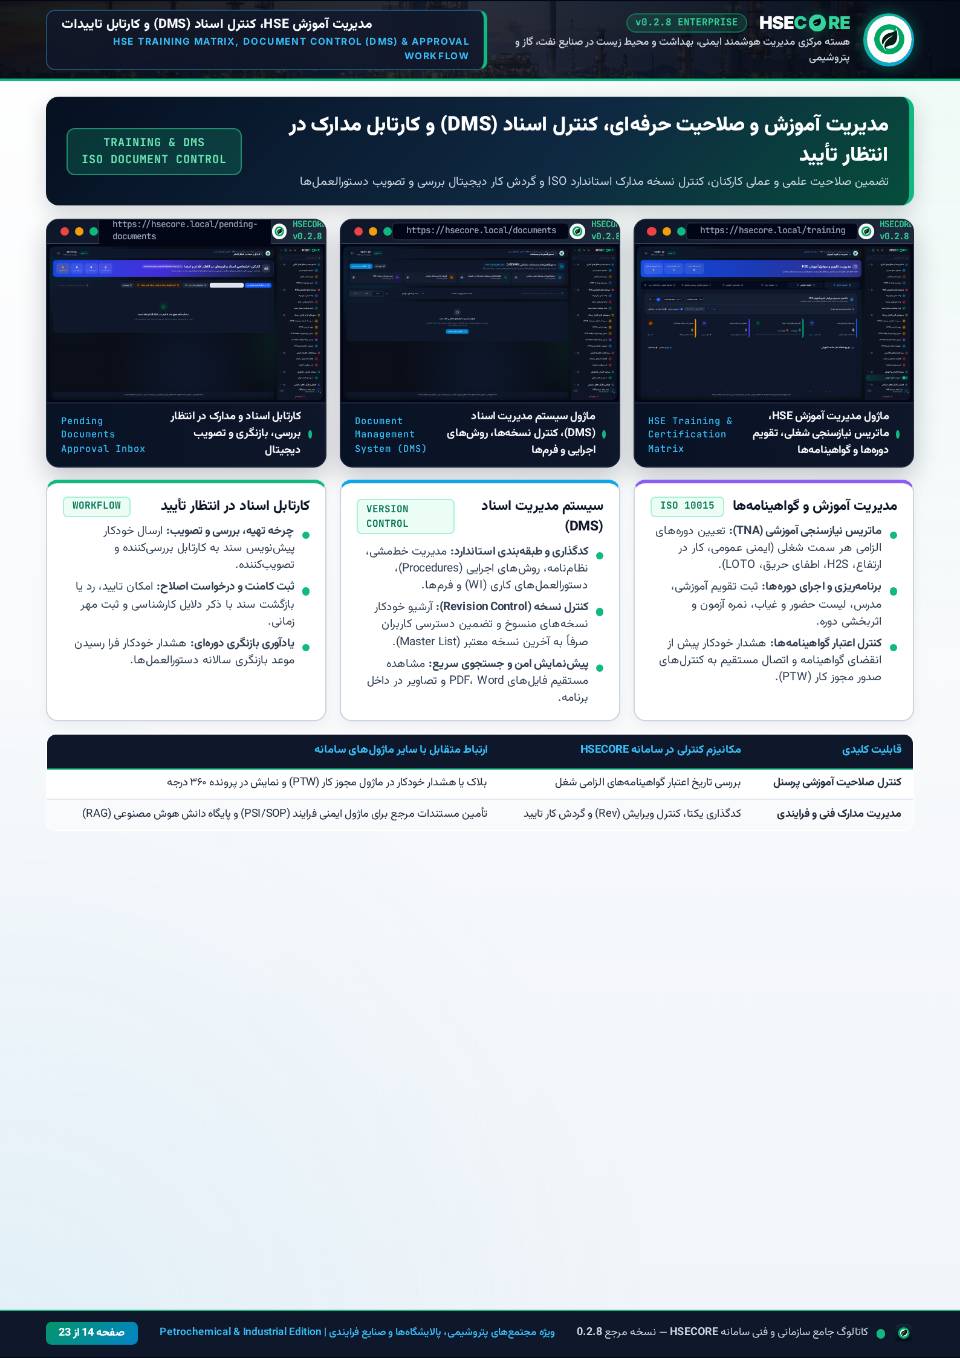 HSECORE
v0.2.8 ENTERPRISE
هسته مرکزی مدیریت هوشمند ایمنی، بهداشت و محیط زیست در صنایع نفت، گاز و
پتروشیمی
مدیریت آموزش HSE، کنترل اسناد (DMS) و کارتابل تاییدات
HSE TRAINING MATRIX, DOCUMENT CONTROL (DMS) & APPROVAL
WORKFLOW
مدیریت آموزش و صلاحیت حرفه‌ای، کنترل اسناد (DMS) و کارتابل مدارک در
انتظار تأیید
تضمین صلاحیت علمی و عملی کارکنان، کنترل نسخه مدارک استاندارد ISO و گردش کار دیجیتال بررسی و تصویب دستورالعمل‌ها
TRAINING & DMS
ISO DOCUMENT CONTROL
HSECORE
v0.2.8
https://hsecore.local/training
ماژول مدیریت آموزش HSE،
ماتریس نیازسنجی شغلی، تقویم
دوره‌ها و گواهینامه‌ها
HSE Training &
Certification
Matrix
HSECORE
v0.2.8
https://hsecore.local/documents
ماژول سیستم مدیریت اسناد
(DMS)، کنترل نسخه‌ها، روش‌های
اجرایی و فرم‌ها
Document
Management
System (DMS)
HSECORE
v0.2.8
https://hsecore.local/pending-
documents
کارتابل اسناد و مدارک در انتظار
بررسی، بازنگری و تصویب
دیجیتال
Pending
Documents
Approval Inbox
مدیریت آموزش و گواهینامه‌ها
ISO 10015
ماتریس نیازسنجی آموزشی (TNA): تعیین دوره‌های
الزامی هر سمت شغلی (ایمنی عمومی، کار در
ارتفاع، H2S، اطفای حریق، LOTO).
برنامه‌ریزی و اجرای دوره‌ها: ثبت تقویم آموزشی،
مدرس، لیست حضور و غیاب، نمره آزمون و
اثربخشی دوره.
کنترل اعتبار گواهینامه‌ها: هشدار خودکار پیش از
انقضای گواهینامه و اتصال مستقیم به کنترل‌های
صدور مجوز کار (PTW).
سیستم مدیریت اسناد
(DMS)
VERSION
CONTROL
کدگذاری و طبقه‌بندی استاندارد: مدیریت خط‌مشی،
نظام‌نامه، روش‌های اجرایی (Procedures)،
دستورالعمل‌های کاری (WI) و فرم‌ها.
کنترل نسخه (Revision Control): آرشیو خودکار
نسخه‌های منسوخ و تضمین دسترسی کاربران
صرفاً به آخرین نسخه معتبر (Master List).
پیش‌نمایش امن و جستجوی سریع: مشاهده
مستقیم فایل‌های PDF، Word و تصاویر در داخل
برنامه.
کارتابل اسناد در انتظار تأیید
WORKFLOW
چرخه تهیه، بررسی و تصویب: ارسال خودکار
پیش‌نویس سند به کارتابل بررسی‌کننده و
تصویب‌کننده.
ثبت کامنت و درخواست اصلاح: امکان تایید، رد یا
بازگشت سند با ذکر دلایل کارشناسی و ثبت مهر
زمانی.
یادآوری بازنگری دوره‌ای: هشدار خودکار فرا رسیدن
موعد بازنگری سالانه دستورالعمل‌ها.
قابلیت کلیدی
مکانیزم کنترلی در سامانه HSECORE
ارتباط متقابل با سایر ماژول‌های سامانه
کنترل صلاحیت آموزشی پرسنل
بررسی تاریخ اعتبار گواهینامه‌های الزامی شغل
بلاک یا هشدار خودکار در ماژول مجوز کار (PTW) و نمایش در پرونده ۳۶۰ درجه
مدیریت مدارک فنی و فرایندی
کدگذاری یکتا، کنترل ویرایش (Rev) و گردش کار تایید
تأمین مستندات مرجع برای ماژول ایمنی فرایند (PSI/SOP) و پایگاه دانش هوش مصنوعی (RAG)
کاتالوگ جامع سازمانی و فنی سامانه HSECORE — نسخه مرجع 0.2.8
ویژه مجتمع‌های پتروشیمی، پالایشگاه‌ها و صنایع فرایندی | Petrochemical & Industrial Edition
صفحه 14 از 23